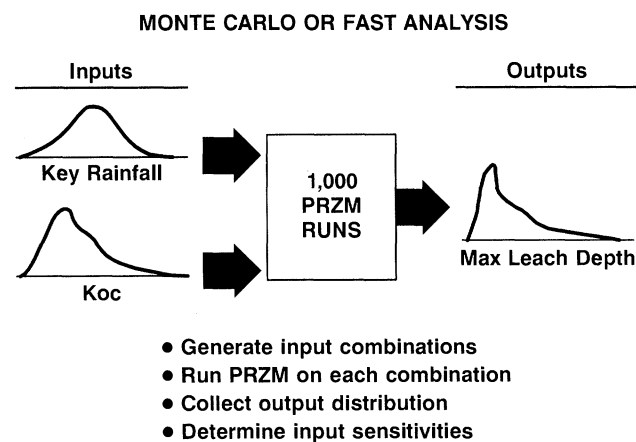 MONTE CARLO OR FAST ANALYSIS
Inputs
Outputs
Key Rainfall
Koc
1,000
PRZM
RUNS
Max Leach Depth
● Generate input combinations
● Run PRZM on each combination
● Collect output distribution
● Determine input sensitivities